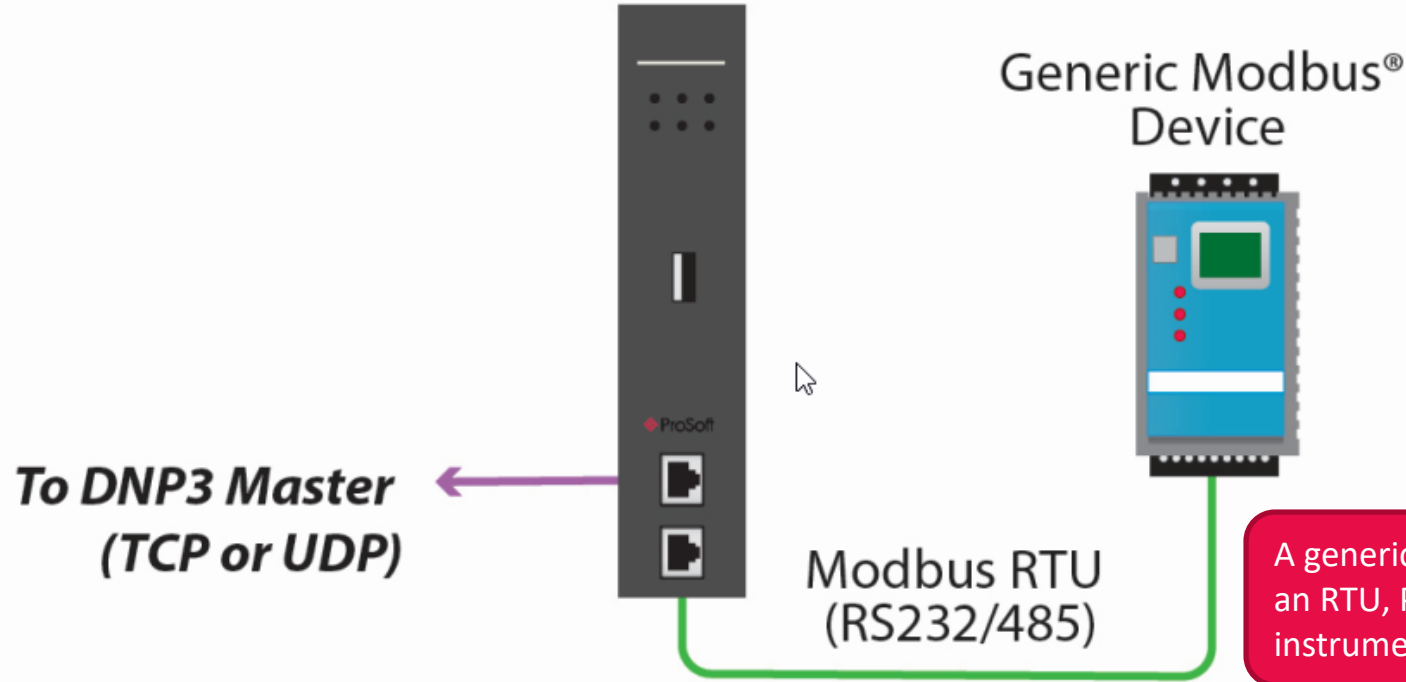 Generic Modbus®
Device
ProSoft
To DNP3 Master
(TCP or UDP)
Modbus RTU
(RS232/485)
A generic
an RTU,
instrume